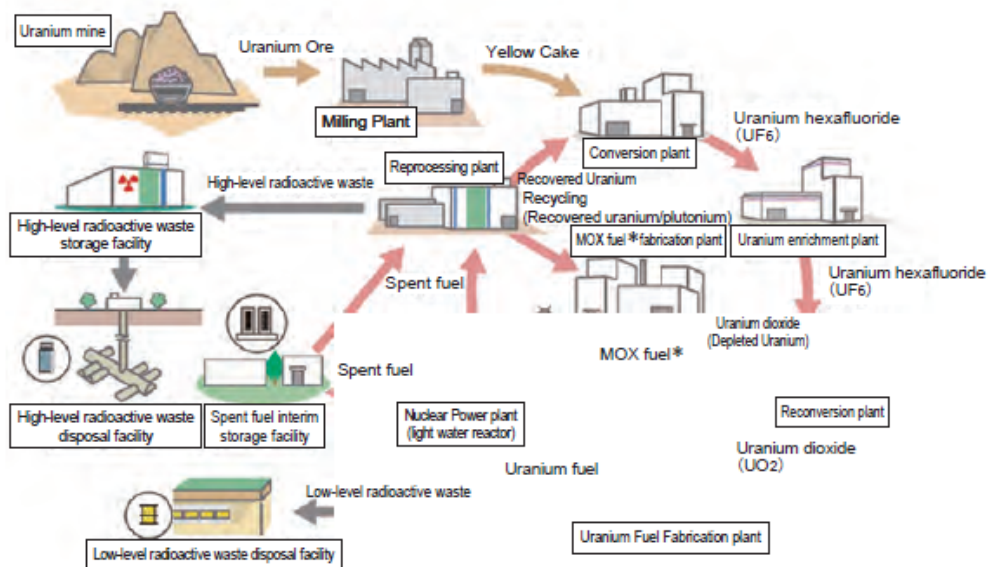 Uranium mine
Uranium Ore
Milling Plant
Yellow Cake
Conversion plant
Uranium hexafluoride
(UF6)
Reprocessing plant
High-level radioactive waste
Recovered Uranium
Recycling
(Recovered uranium/plutonium)
MOX fuel*fabrication plant
Uranium enrichment plant
High-level radioactive waste
storage facility
Uranium hexafluoride
(UF6)
Spent fuel
Uranium dioxide
(Depleted Uranium)
MOX fuel*
Spent fuel
High-level radioactive waste
disposal facility
Spent fuel interim
storage facility
Nuclear Power plant
(light water reactor)
Reconversion plant
Uranium dioxide
(UO2)
Uranium fuel
Low-level radioactive waste
Uranium Fuel Fabrication plant
Low-level radioactive waste disposal facility